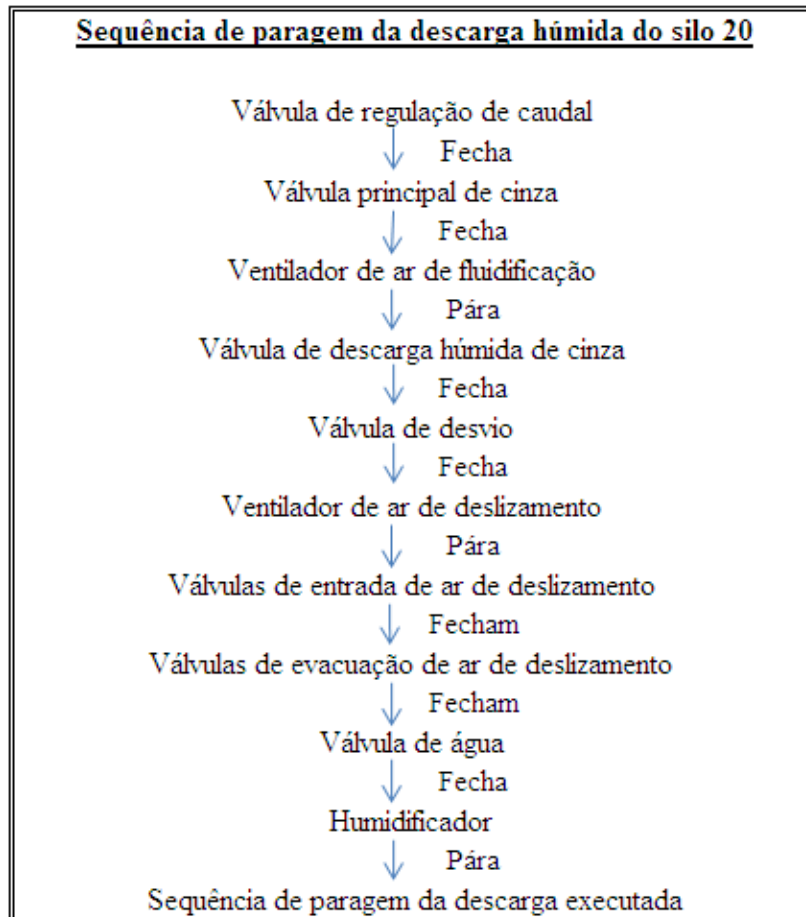 Sequência de paragem da descarga húmida do silo 20
Válvula de regulação de caudal
Fecha
Válvula principal de cinza
Fecha
Ventilador de ar de fluidificação
Pára
Válvula de descarga húmida de cinza
Fecha
Válvula de desvio
Fecha
Ventilador de ar de deslizamento
Pára
Válvulas de entrada de ar de deslizamento
Fecham
Válvulas de evacuação de ar de deslizamento
Fecham
Válvula de água
Fecha
Humidificador
Pára
Sequência de paragem da descarga executada